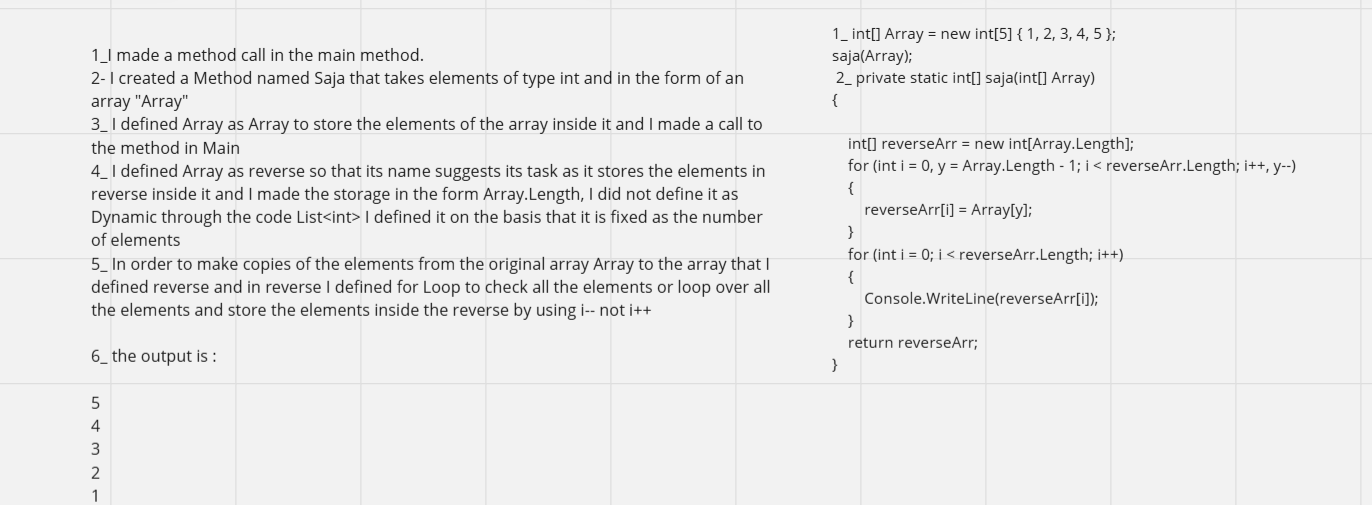 1_I made a method call in the main method.
2- I created a Method named Saja that takes elements of type int and in the form of an
array "Array"
3_ I defined Array as Array to store the elements of the array inside it and I made a call to
the method in Main
4_ I defined Array as reverse so that its name suggests its task as it stores the elements in
reverse inside it and I made the storage in the form Array.Length, I did not define it as
Dynamic through the code List<int> I defined it on the basis that it is fixed as the number
of elements
5_ In order to make copies of the elements from the original array Array to the array that I
defined reverse and in reverse I defined for Loop to check all the elements or loop over all
the elements and store the elements inside the reverse by using i-- not i++
6_ the output is :
5
4
3
2
1
1_ int[] Array = new int[5] { 1, 2, 3, 4, 5 };
saja(Array);
2_ private static int[] saja(int[] Array)
{
int[] reverseArr = new int[Array.Length];
for (int i = 0, y = Array.Length - 1; i < reverseArr.Length; i++, y--)
{
reverseArr[i] = Array[y];
}
for (int i = 0; i < reverseArr.Length; i++)
{
Console.WriteLine(reverseArr[i]);
}
return reverseArr;
}